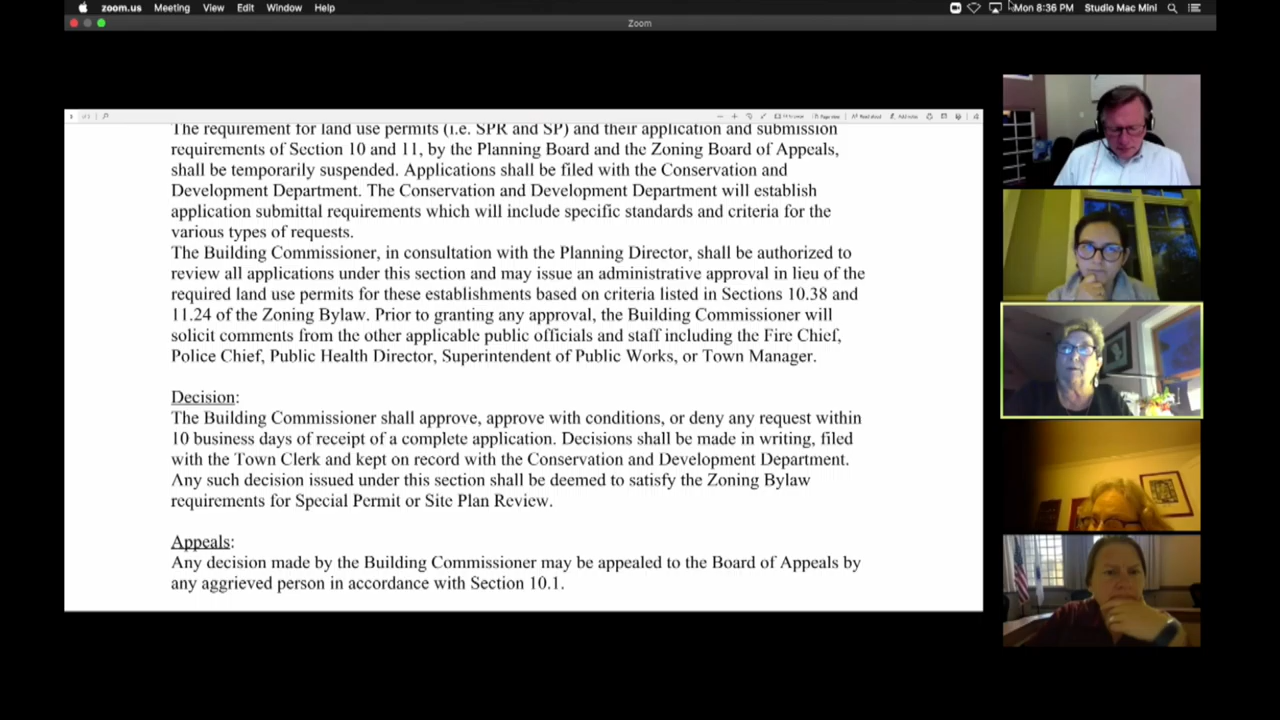 zoom.us Meeting View Edit Window Help Mon 8:36 PM Studio Mac Mini
Zoom
The requirement for land use permits (i.e. SPR and SP) and their application and submission
requirements of Section 10 and 11, by the Planning Board and the Zoning Board of Appeals,
shall be temporarily suspended. Applications shall be filed with the Conservation and
Development Department. The Conservation and Development Department will establish
application submittal requirements which will include specific standards and criteria for the
various types of requests.
The Building Commissioner, in consultation with the Planning Director, shall be authorized to
review all applications under this section and may issue an administrative approval in lieu of the
required land use permits for these establishments based on criteria listed in Sections 10.38 and
11.24 of the Zoning Bylaw. Prior to granting any approval, the Building Commissioner will
solicit comments from the other applicable public officials and staff including the Fire Chief,
Police Chief, Public Health Director, Superintendent of Public Works, or Town Manager.
Decision:
The Building Commissioner shall approve, approve with conditions, or deny any request within
10 business days of receipt of a complete application. Decisions shall be made in writing, filed
with the Town Clerk and kept on record with the Conservation and Development Department.
Any such decision issued under this section shall be deemed to satisfy the Zoning Bylaw
requirements for Special Permit or Site Plan Review.
Appeals:
Any decision made by the Building Commissioner may be appealed to the Board of Appeals by
any aggrieved person in accordance with Section 10.1.